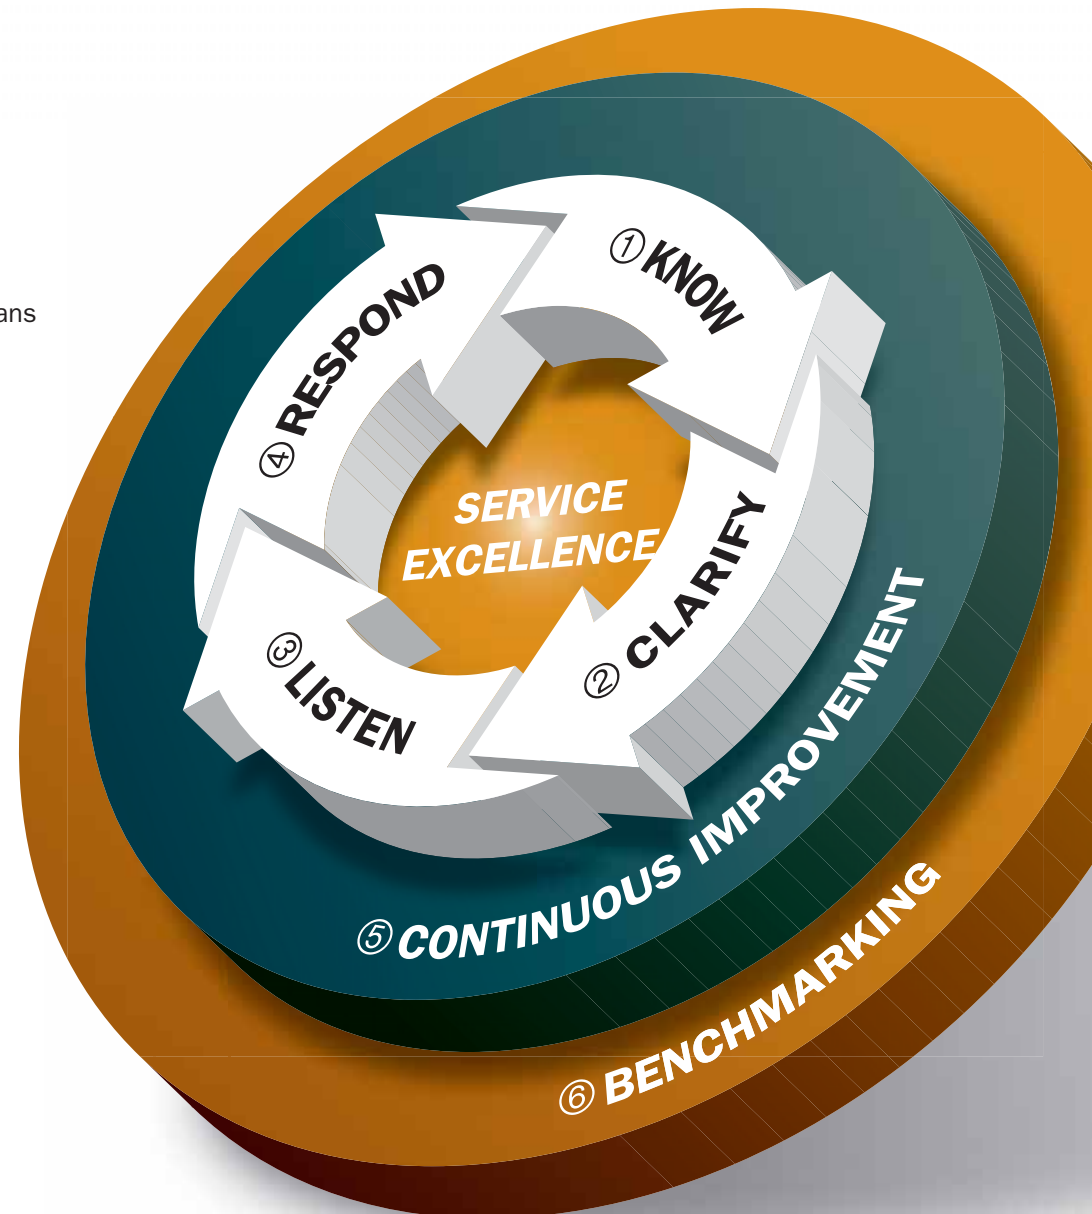 ans
① KNOW
② CLARIFY
③ LISTEN
④ RESPOND
SERVICE
EXCELLENCE
⑤ CONTINUOUS IMPROVEMENT
⑥ BENCHMARKING